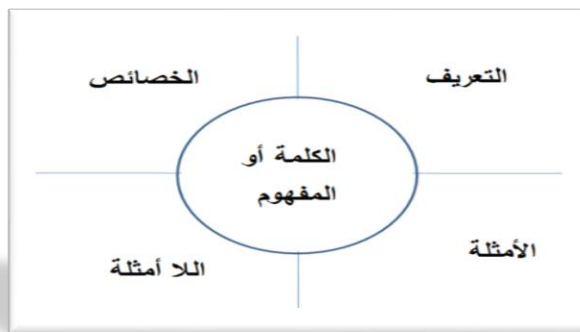 التعريف
الخصائص
الكلمة أو
المفهوم
الأمثلة
اللا أمثلة